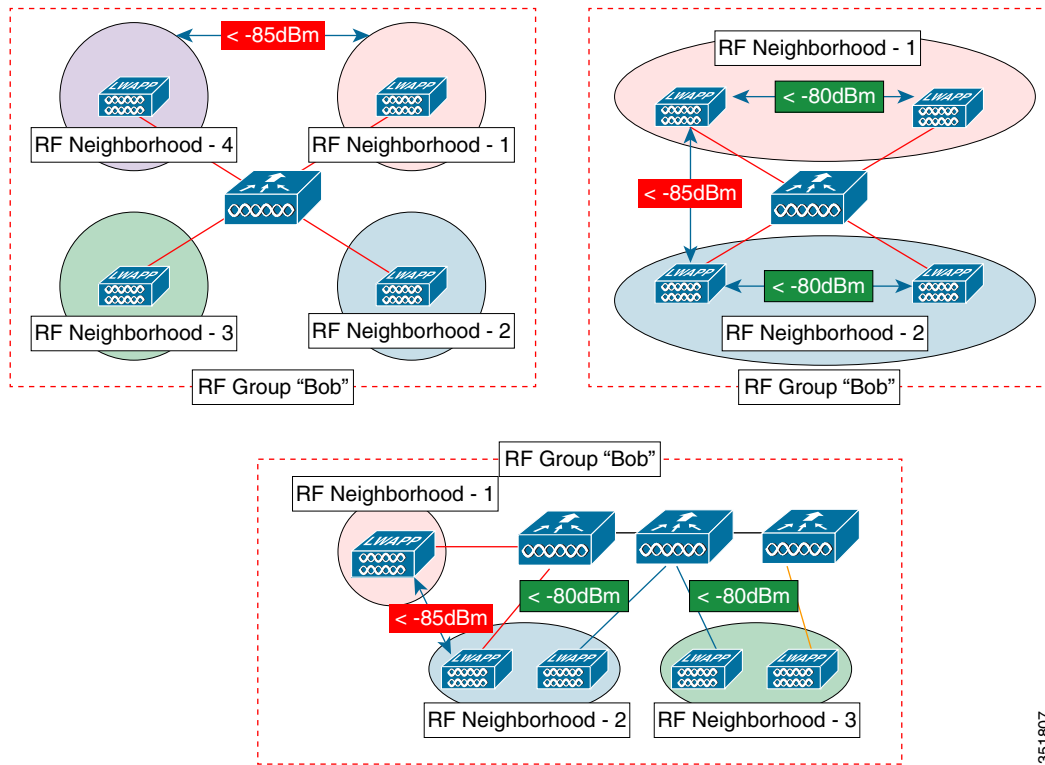 < -85dBm
LWAPP
LWAPP
RF Neighborhood - 4
RF Neighborhood - 1
LWAPP
LWAPP
RF Neighborhood - 3
RF Neighborhood - 2
RF Group “Bob”
RF Neighborhood - 1
LWAPP
< -80dBm
LWAPP
< -85dBm
LWAPP
< -80dBm
LWAPP
RF Neighborhood - 2
RF Group “Bob”
RF Group “Bob”
RF Neighborhood - 1
LWAPP
< -80dBm
< -80dBm
< -85dBm
LWAPP
LWAPP
LWAPP
LWAPP
RF Neighborhood - 2
RF Neighborhood - 3
351807